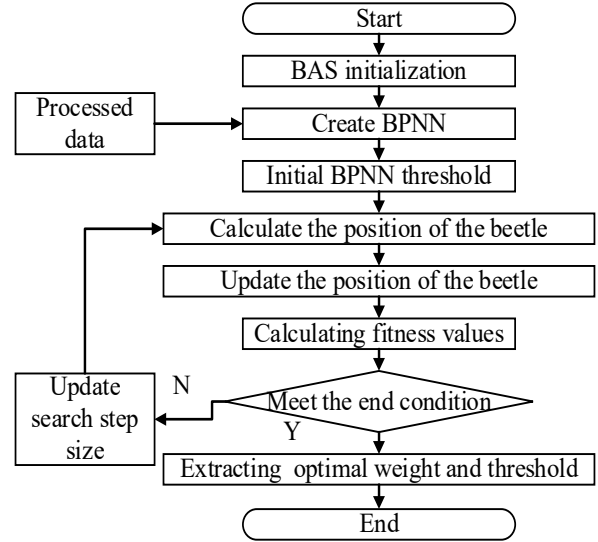 Start
BAS initialization
Processed
data
Create BPNN
Initial BPNN threshold
Calculate the position of the beetle
Update the position of the beetle
Calculating fitness values
Update
search step
size
N
Meet the end condition
Y
Extracting optimal weight and threshold
End